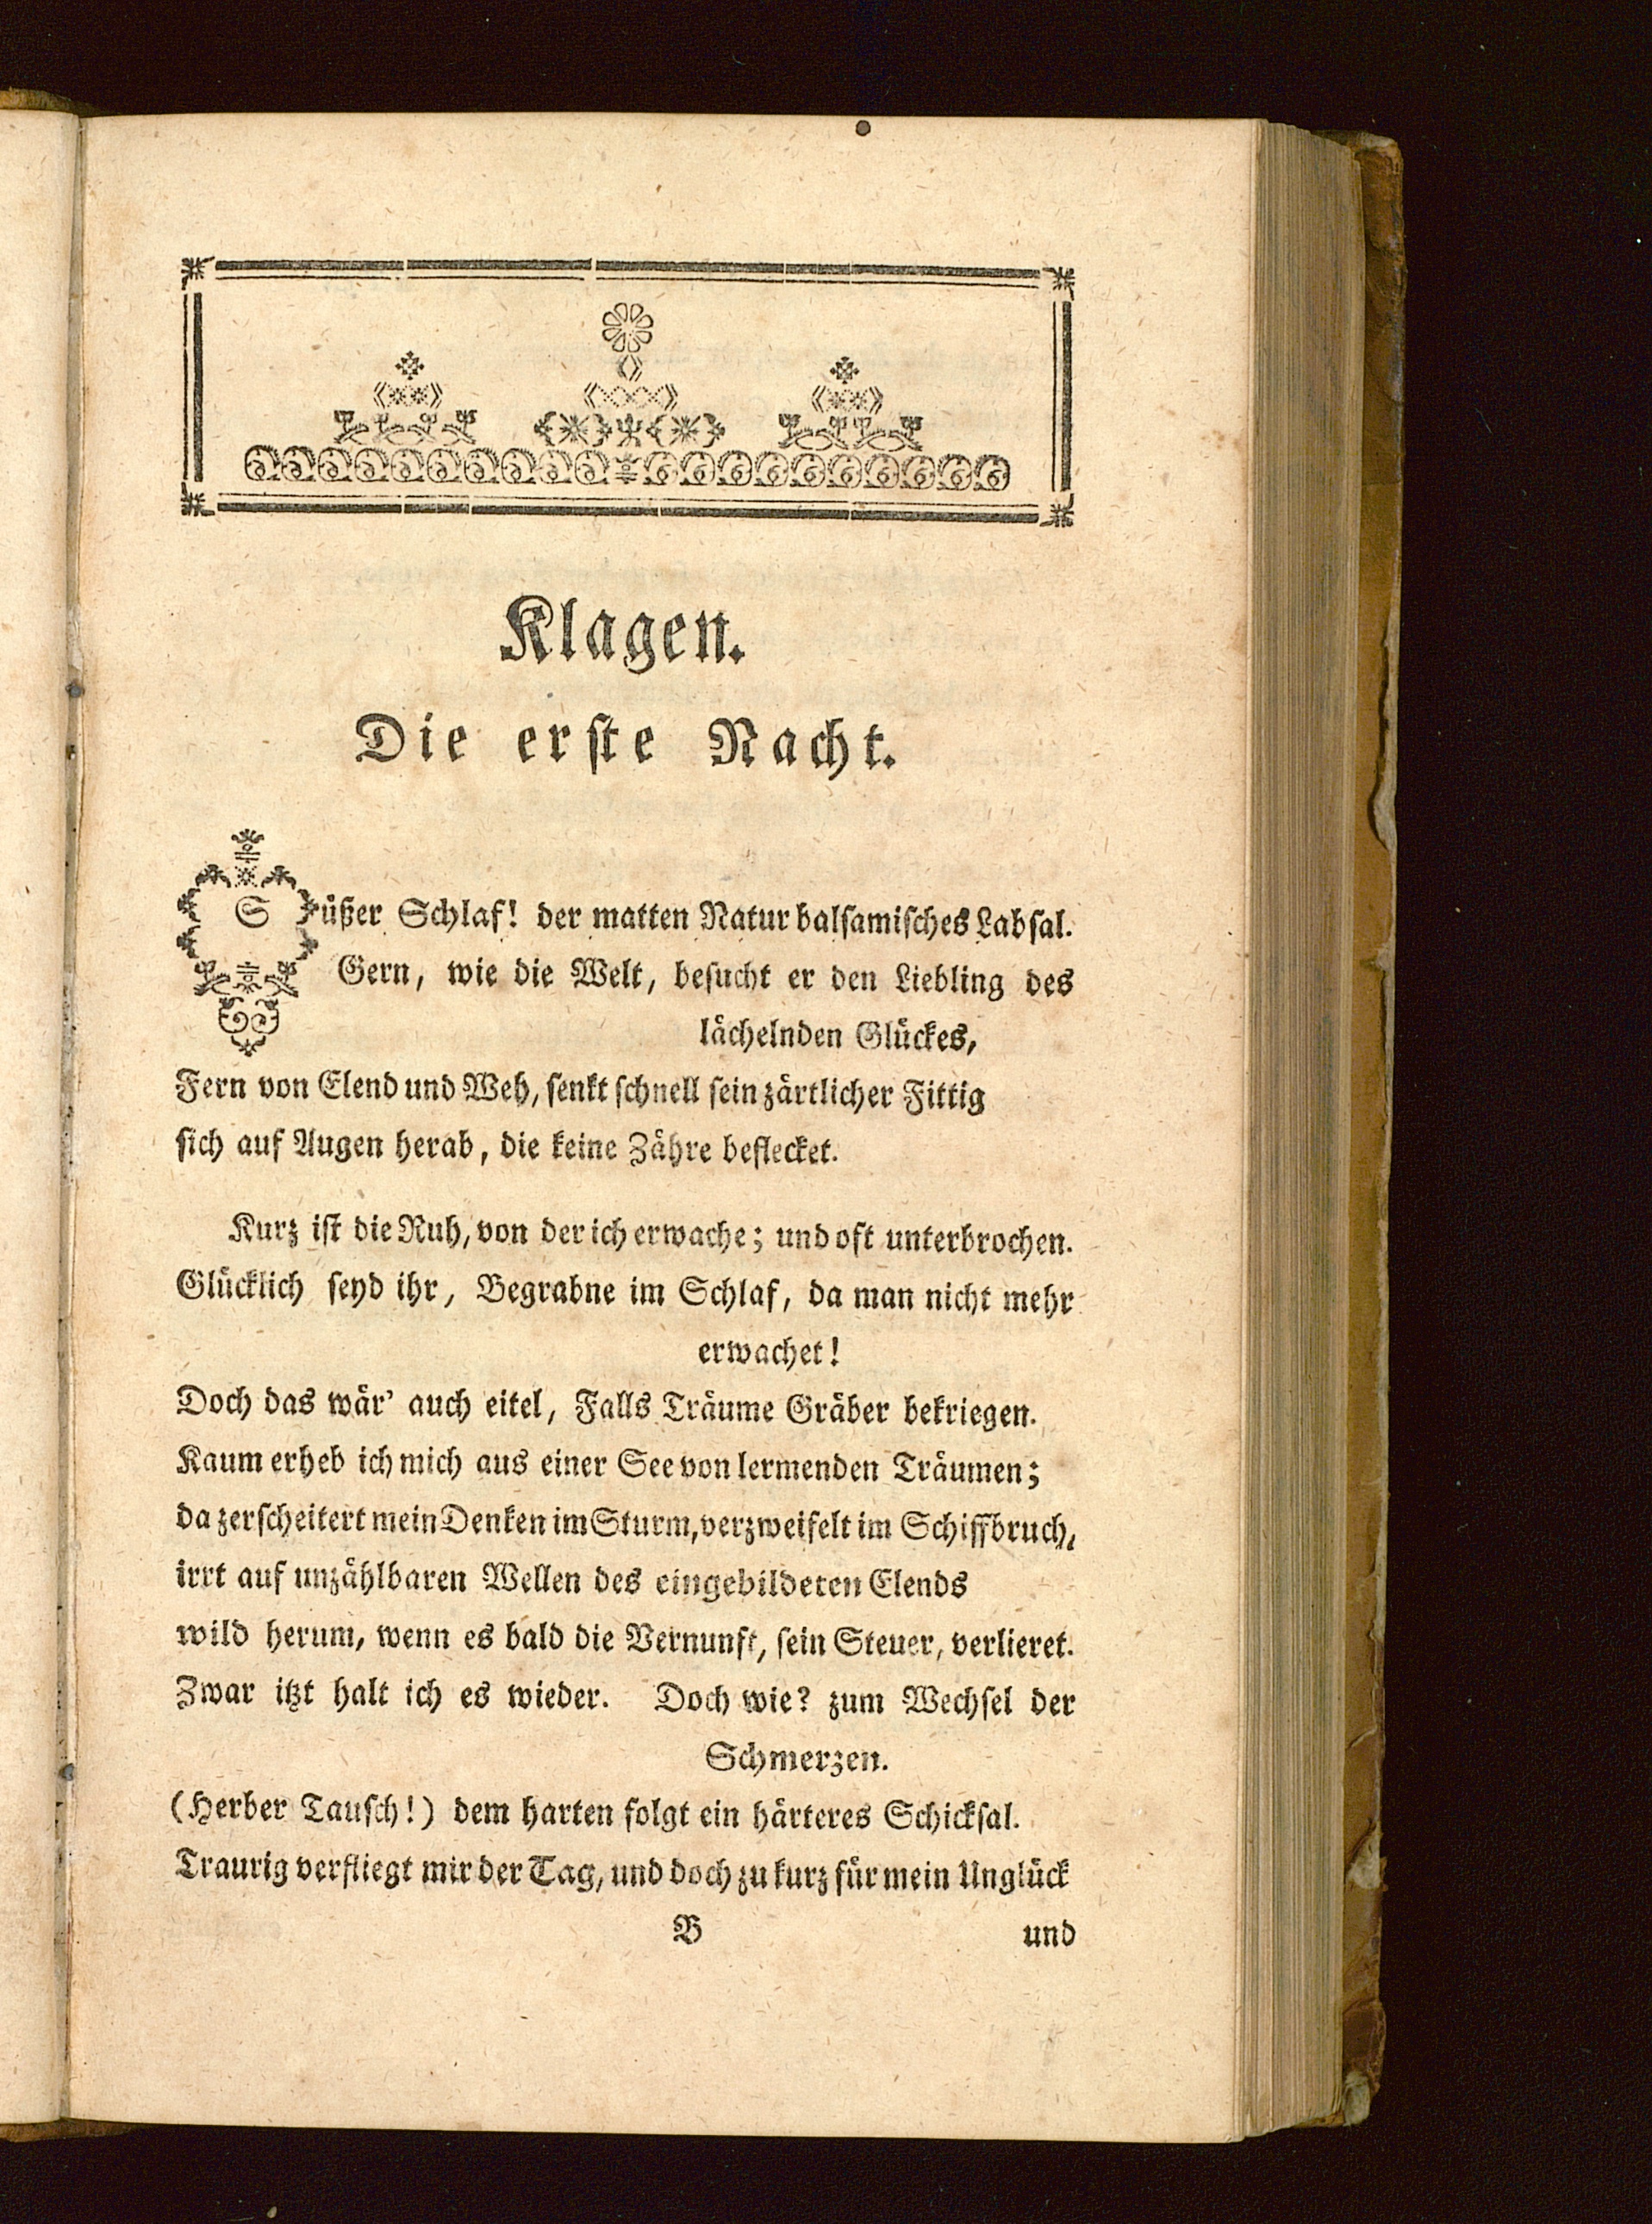 Klagen.
Die erste Nacht.
Süßer Schlaf! der matten Natur balsamisches Labsal.
Gern, wie die Welt, besucht er den Liebling des
lächelnden Glückes,
Fern von Elend und Weh, senkt schnell sein zärtlicher Fittig
sich auf Augen herab, die keine Zähre beflecket.
Kurz ist die Ruh, von der ich erwache; und oft unterbrochen.
Glücklich seyd ihr, Begrabne im Schlaf, da man nicht mehr
erwachet!
Doch das wär' auch eitel, Falls Träume Gräber bekriegen.
Kaum erheb ich mich aus einer See von lermenden Träumen;
da zerscheitert mein Denken im Sturm, verzweifelt im Schiffbruch,
irrt auf unzählbaren Wellen des eingebildeten Elends
wild herum, wenn es bald die Vernunft, sein Steuer, verlieret.
Zwar itzt halt ich es wieder. Doch wie? zum Wechsel der
Schmerzen.
(Herber Tausch!) dem harten folgt ein härteres Schicksal.
Traurig verfliegt mir der Tag, und doch zu kurz für mein Unglück
B und